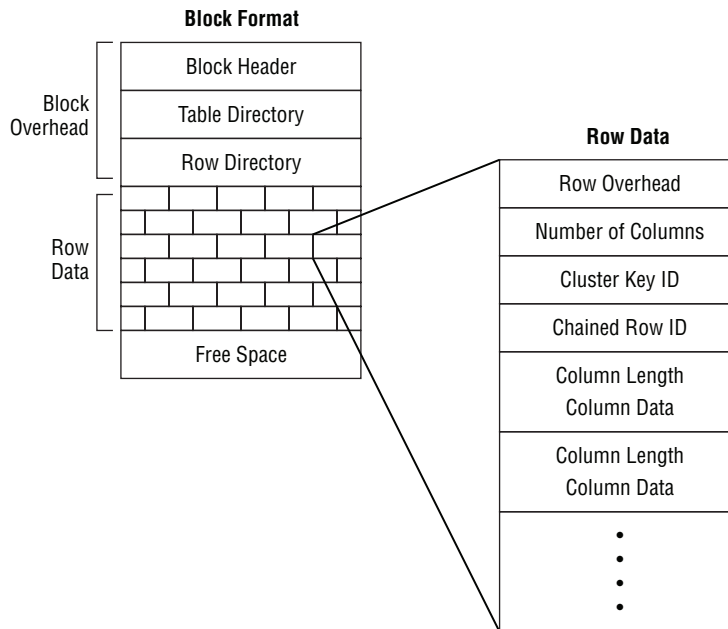 Block Format
Block
Overhead
Block Header
Table Directory
Row Directory
Row
Data
Free Space
Row Data
Row Overhead
Number of Columns
Cluster Key ID
Chained Row ID
Column Length
Column Data
Column Length
Column Data